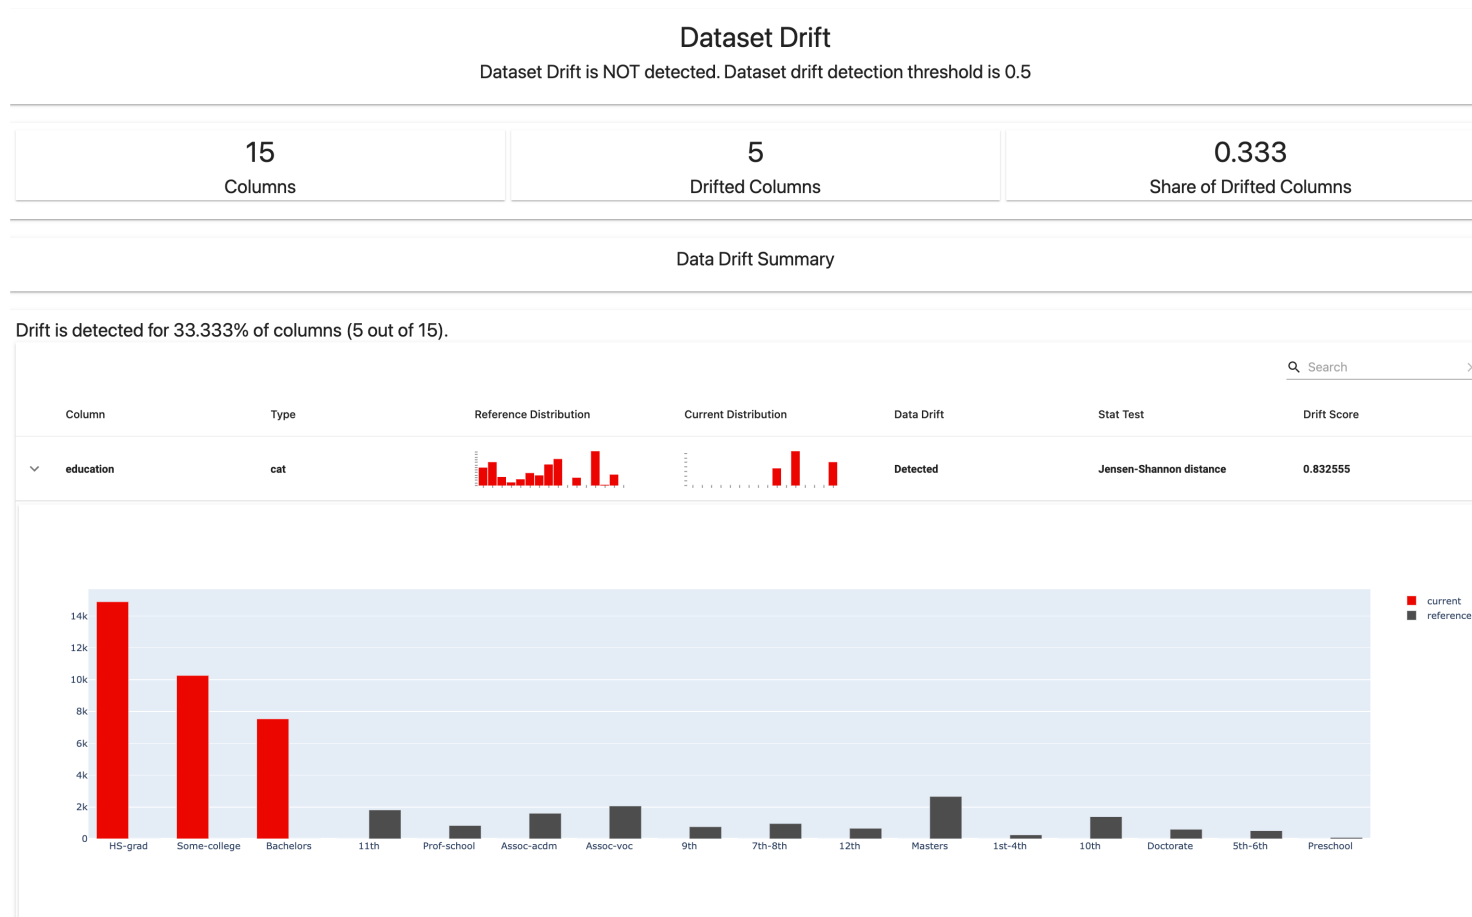 Dataset Drift
Dataset Drift is NOT detected. Dataset drift detection threshold is 0.5
15
Columns
5
Drifted Columns
0.333
Share of Drifted Columns
Data Drift Summary
Drift is detected for 33.333% of columns (5 out of 15).
Search
Column Type Reference Distribution Current Distribution Data Drift Stat Test Drift Score
education cat Detected Jensen-Shannon distance 0.832555
current
reference
14k
12k
10k
8k
6k
4k
2k
0
HS-grad Some-college Bachelors 11th Prof-school Assoc-acdm Assoc-voc 9th 7th-8th 12th Masters 1st-4th 10th Doctorate 5th-6th Preschool